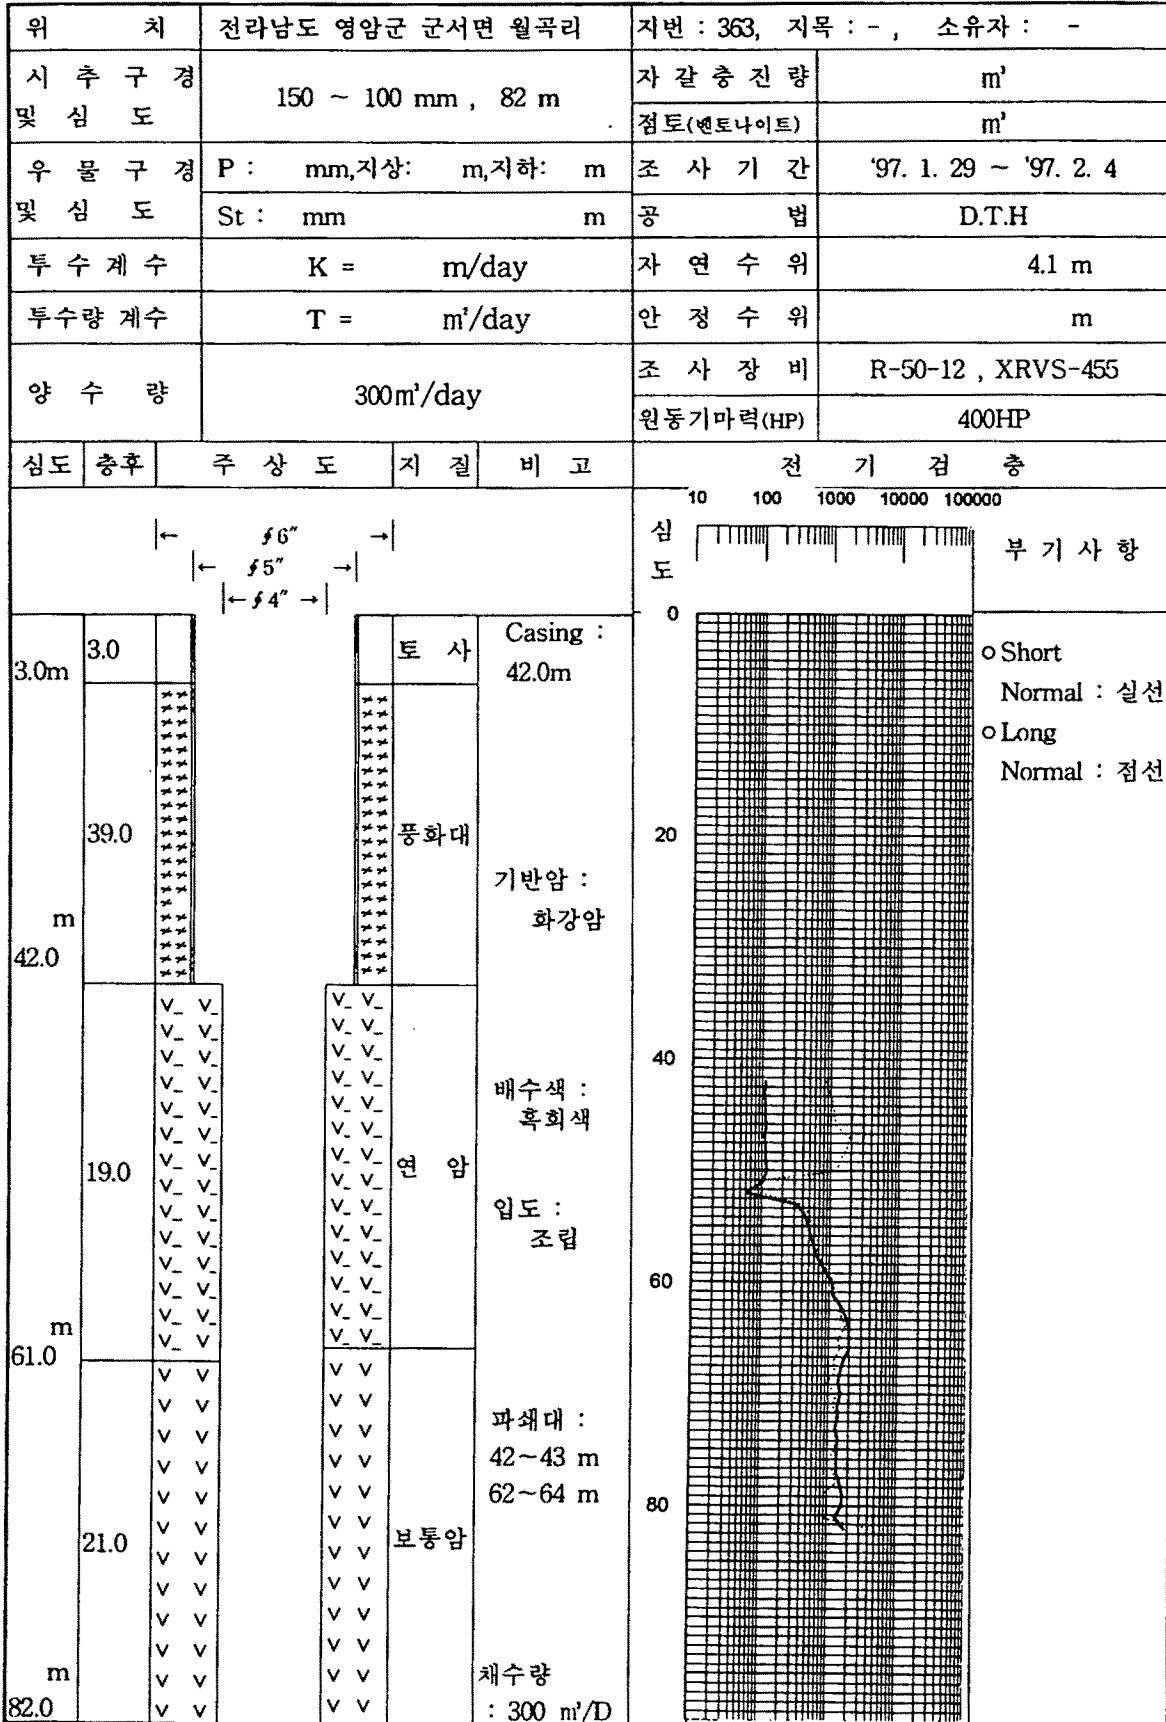 위 치 전라남도 영암군 군서면 월곡리 지번 : 363, 지목 : - , 소유자 : -
시 추 구 경 및 심 도 150 ~ 100 mm , 82 m 자 갈 충 진 량 m³
점토(벤토나이트) m³
우 물 구 경 및 심 도 P : mm,지상: m,지하: m 조 사 기 간 '97. 1. 29 ~ '97. 2. 4
St : mm m 공 법 D.T.H
투 수 계 수 K = m/day 자 연 수 위 4.1 m
투수량 계수 T = m²/day 안 정 수 위 m
양 수 량 300㎥/day 조 사 장 비 R-50-12 , XRVS-455
원동기마력(HP) 400HP
심도 층후 주 상 도 지 질 비 고 전 기 검 층
10 100 1000 10000 100000
심도
부 기 사 항
← ∮6″ →
← ∮5″ →
← ∮4″ →
0
3.0m 3.0 토 사 Casing :
42.0m
○ Short
Normal : 실선
○ Long
Normal : 점선
39.0 풍화대
20
기반암 :
화강암
m
42.0
40
배수색 :
흑회색
19.0 연 암
입도 :
조립
60
m
61.0
파쇄대 :
42~43 m
62~64 m
80
21.0 보통암
m
82.0
채수량
: 300 ㎥/D